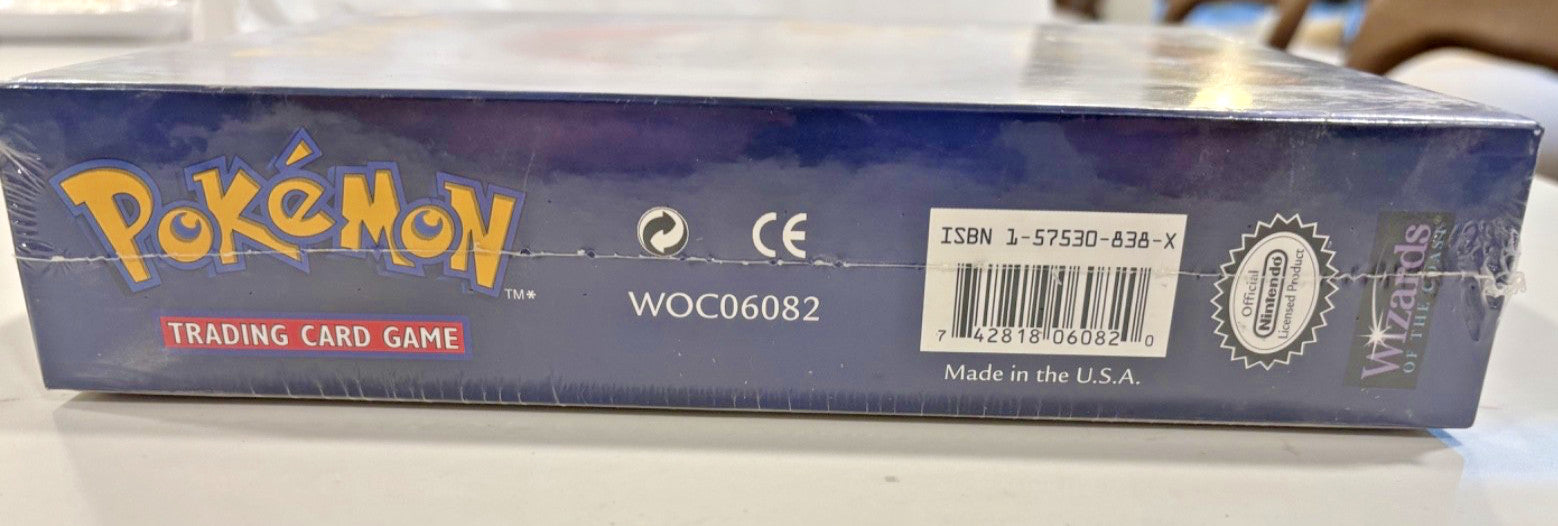 POKéMON
TM*
TRADING CARD GAME
CE
WOC06082
ISBN 1-57530-838-X
7 42818 06082 0
Made in the U.S.A.
Official
Nintendo
Licensed Product
Wizards
OF THE COAST